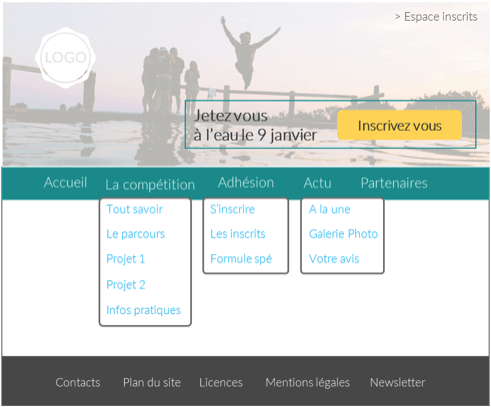 > Espace inscrits
LOGO
Jetez vous
à l'eau le 9 janvier
Inscrivez vous
Accueil La compétition Adhésion Actu Partenaires
Tout savoir S'inscrire A la une
Le parcours Les inscrits Galerie Photo
Projet 1 Formule spé Votre avis
Projet 2
Infos pratiques
Contacts Plan du site Licences Mentions légales Newsletter